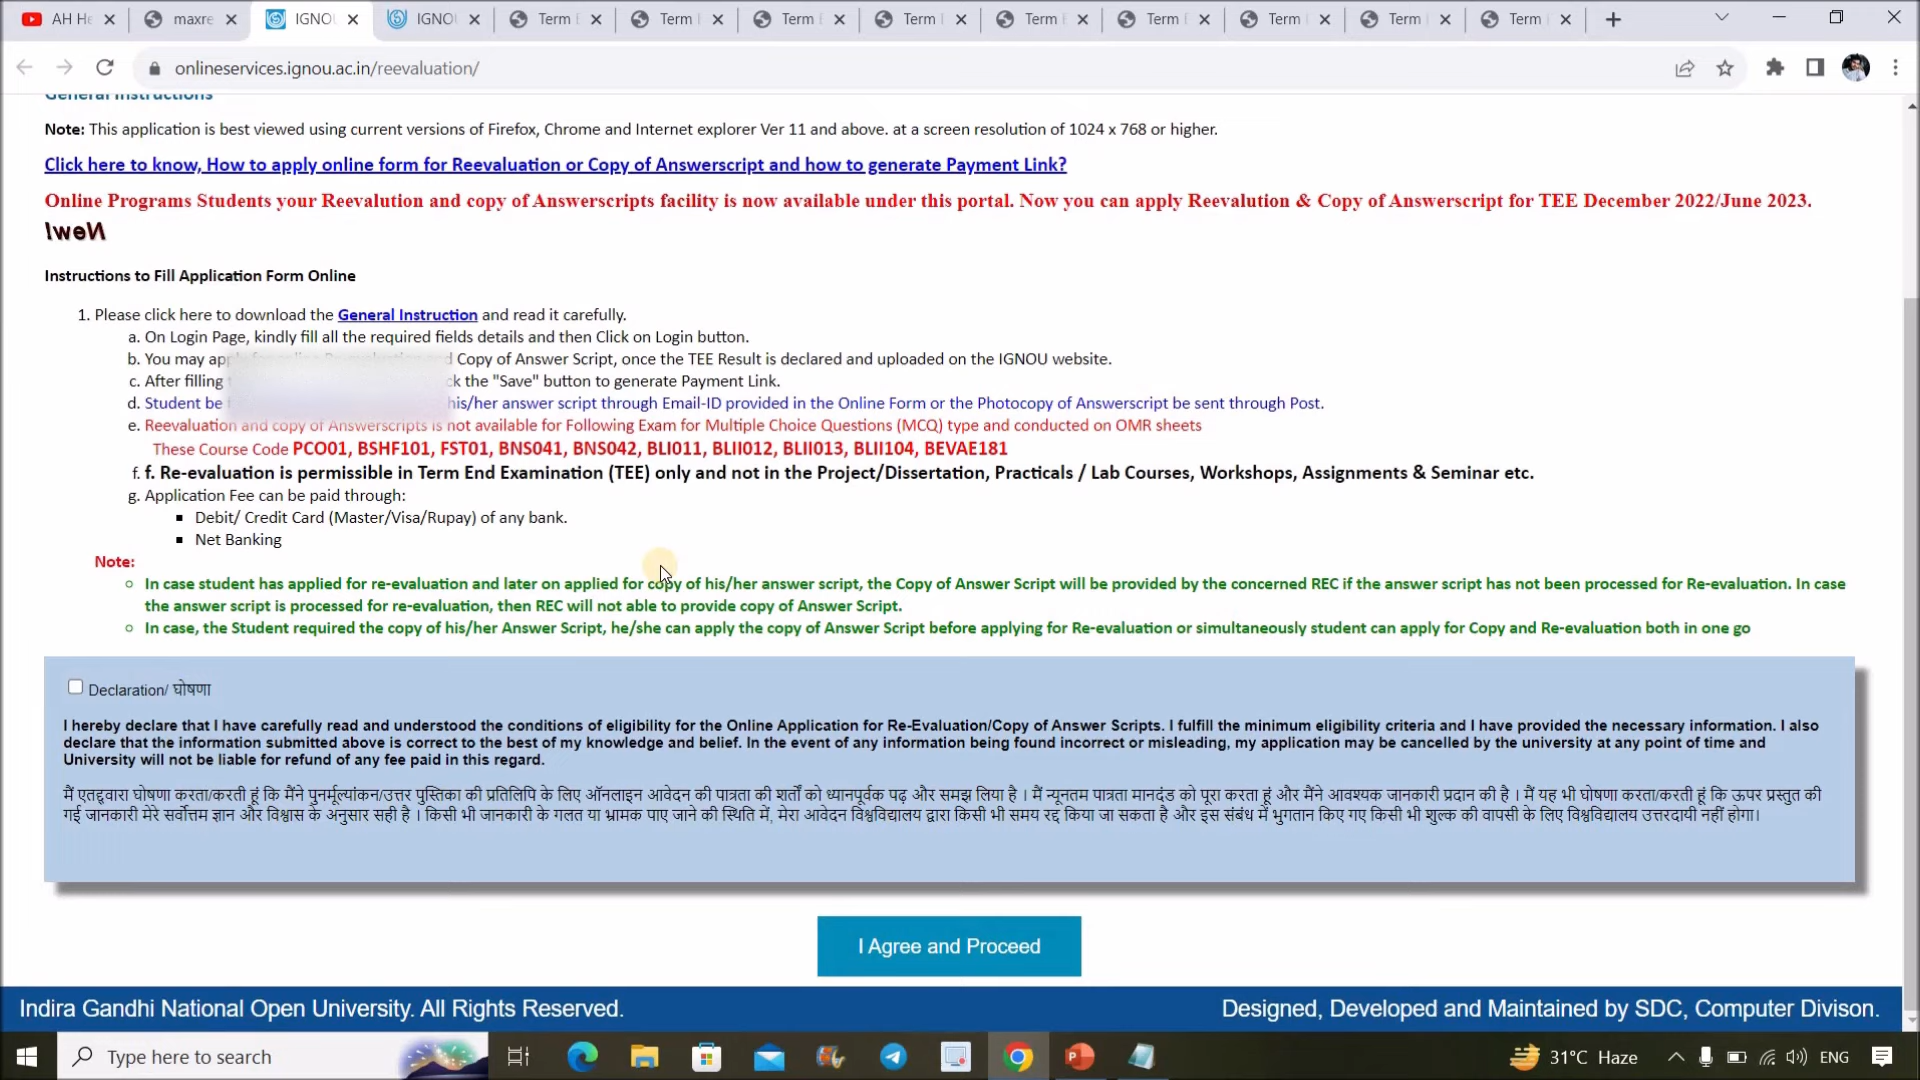 AH He
maxre
IGNOU
IGNOU
Term E
Term
Term E
Term
Term E
Term
Term
Term
Term
onlineservices.ignou.ac.in/reevaluation/
General Instructions
Note: This application is best viewed using current versions of Firefox, Chrome and Internet explorer Ver 11 and above. at a screen resolution of 1024 x 768 or higher.
Click here to know, How to apply online form for Reevaluation or Copy of Answerscript and how to generate Payment Link?
Online Programs Students your Reevalution and copy of Answerscripts facility is now available under this portal. Now you can apply Reevalution & Copy of Answerscript for TEE December 2022/June 2023.
New!
Instructions to Fill Application Form Online
1. Please click here to download the General Instruction and read it carefully.
a. On Login Page, kindly fill all the required fields details and then Click on Login button.
b. You may apply for online Re-evaluation and Copy of Answer Script, once the TEE Result is declared and uploaded on the IGNOU website.
c. After filling the "Save" button to generate Payment Link.
d. Student be his/her answer script through Email-ID provided in the Online Form or the Photocopy of Answerscript be sent through Post.
e. Reevaluation and copy of Answerscripts is not available for Following Exam for Multiple Choice Questions (MCQ) type and conducted on OMR sheets
These Course Code PCO01, BSHF101, FST01, BNS041, BNS042, BLI011, BLII012, BLII013, BLII104, BEVAE181
f. f. Re-evaluation is permissible in Term End Examination (TEE) only and not in the Project/Dissertation, Practicals / Lab Courses, Workshops, Assignments & Seminar etc.
g. Application Fee can be paid through:
Debit/ Credit Card (Master/Visa/Rupay) of any bank.
Net Banking
Note:
In case student has applied for re-evaluation and later on applied for copy of his/her answer script, the Copy of Answer Script will be provided by the concerned REC if the answer script has not been processed for Re-evaluation. In case
the answer script is processed for re-evaluation, then REC will not able to provide copy of Answer Script.
In case, the Student required the copy of his/her Answer Script, he/she can apply the copy of Answer Script before applying for Re-evaluation or simultaneously student can apply for Copy and Re-evaluation both in one go
Declaration/ घोषणा
I hereby declare that I have carefully read and understood the conditions of eligibility for the Online Application for Re-Evaluation/Copy of Answer Scripts. I fulfill the minimum eligibility criteria and I have provided the necessary information. I also
declare that the information submitted above is correct to the best of my knowledge and belief. In the event of any information being found incorrect or misleading, my application may be cancelled by the university at any point of time and
University will not be liable for refund of any fee paid in this regard.
मैं एतद्द्वारा घोषणा करता/करती हूं कि मैंने पुनर्मूल्यांकन/उत्तर पुस्तिका की प्रतिलिपि के लिए ऑनलाइन आवेदन की पात्रता की शर्तों को ध्यानपूर्वक पढ़ और समझ लिया है । मैं न्यूनतम पात्रता मानदंड को पूरा करता हूं और मैंने आवश्यक जानकारी प्रदान की है । मैं यह भी घोषणा करता/करती हूं कि ऊपर प्रस्तुत की
गई जानकारी मेरे सर्वोत्तम ज्ञान और विश्वास के अनुसार सही है । किसी भी जानकारी के गलत या भ्रामक पाए जाने की स्थिति में, मेरा आवेदन विश्वविद्यालय द्वारा किसी भी समय रद्द किया जा सकता है और इस संबंध में भुगतान किए गए किसी भी शुल्क की वापसी के लिए विश्वविद्यालय उत्तरदायी नहीं होगा।
I Agree and Proceed
Indira Gandhi National Open University. All Rights Reserved.
Designed, Developed and Maintained by SDC, Computer Divison.
Type here to search
31°C Haze
ENG